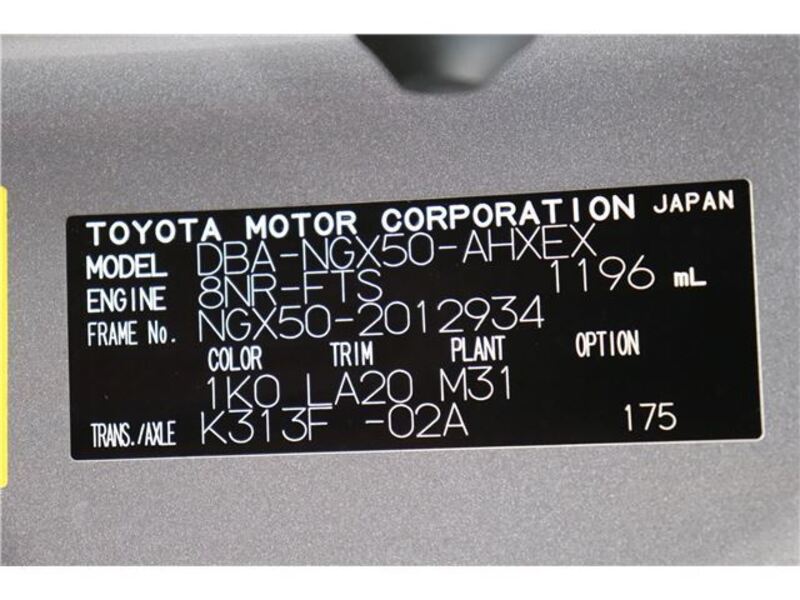 TOYOTA MOTOR CORPORATION JAPAN
MODEL DBA-NGX50-AHXEX
ENGINE 8NR-FTS 1196 mL
FRAME No. NGX50-2012934
COLOR TRIM PLANT OPTION
1K0 LA20 M31
TRANS./AXLE K313F -02A 175